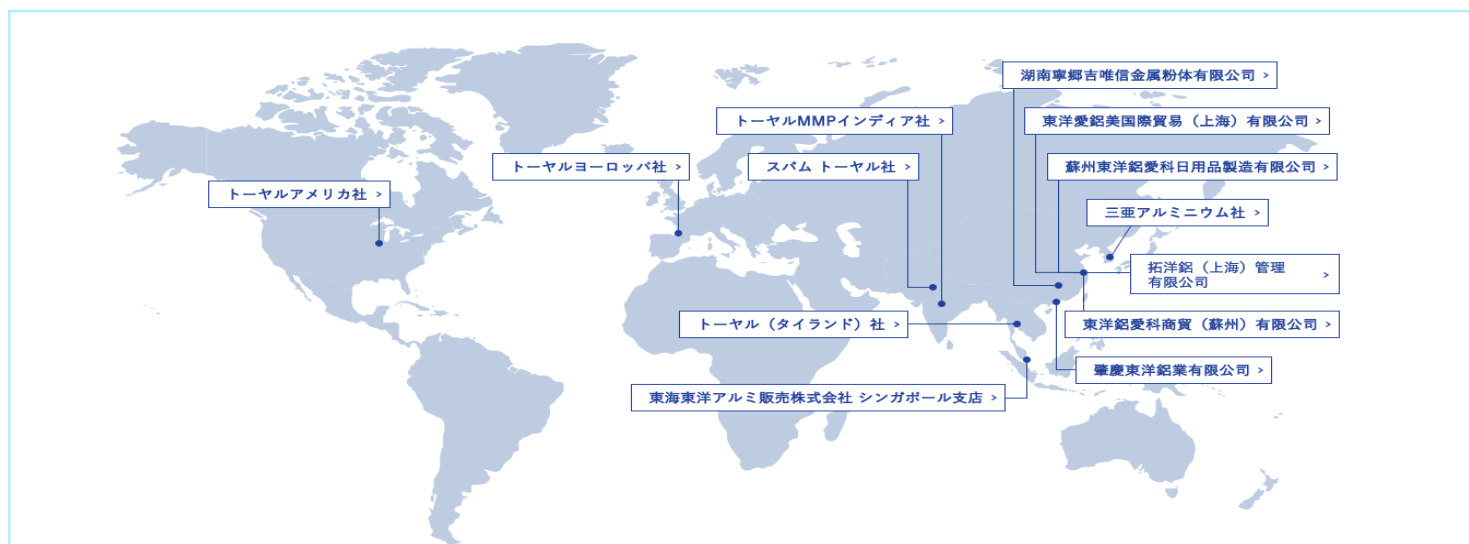 湖南寧郷吉唯信金属粉体有限公司 >
トーヤルMMPインディア社 >
東洋愛鋁美国際貿易（上海）有限公司 >
トーヤルヨーロッパ社 >
スバム トーヤル社 >
蘇州東洋鋁愛科日用品製造有限公司 >
トーヤルアメリカ社 >
三亜アルミニウム社 >
拓洋鋁（上海）管理
有限公司 >
トーヤル（タイランド）社 >
東洋鋁愛科商貿（蘇州）有限公司 >
肇慶東洋鋁業有限公司 >
東海東洋アルミ販売株式会社 シンガポール支店 >